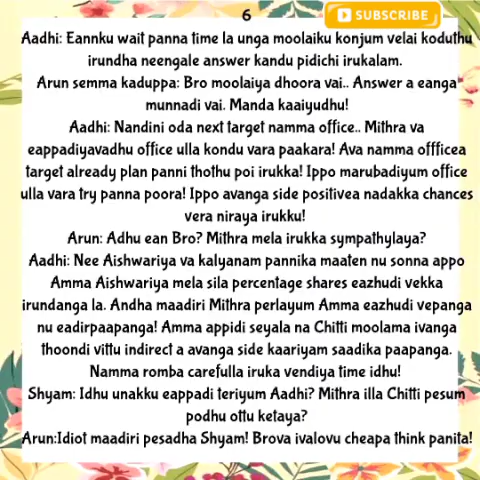 6
SUBSCRIBE
Aadhi: Eannku wait panna time la unga moolaiku konjum velai koduthu
irundha neengale answer kandu pidichi irukalam.
Arun semma kaduppa: Bro moolaiya dhoora vai.. Answer a eanga
munnadi vai. Manda kaaiyudhu!
Aadhi: Nandini oda next target namma office.. Mithra va
eappadiyavadhu office ulla kondu vara paakara! Ava namma offficea
target already plan panni thothu poi irukka! Ippo marubadiyum office
ulla vara try panna poora! Ippo avanga side positivea nadakka chances
vera niraya irukku!
Arun: Adhu ean Bro? Mithra mela irukka sympathylaya?
Aadhi: Nee Aishwariya va kalyanam pannika maaten nu sonna appo
Amma Aishwariya mela sila percentage shares eazhudi vekka
irundanga la. Andha maadiri Mithra perlayum Amma eazhudi vepanga
nu eadirpaapanga! Amma appidi seyala na Chitti moolama ivanga
thoondi vittu indirect a avanga side kaariyam saadika paapanga.
Namma romba carefulla iruka vendiya time idhu!
Shyam: Idhu unakku eappadi teriyum Aadhi? Mithra illa Chitti pesum
podhu ottu ketaya?
Arun:Idiot maadiri pesadha Shyam! Brova ivalovu cheapa think panita!